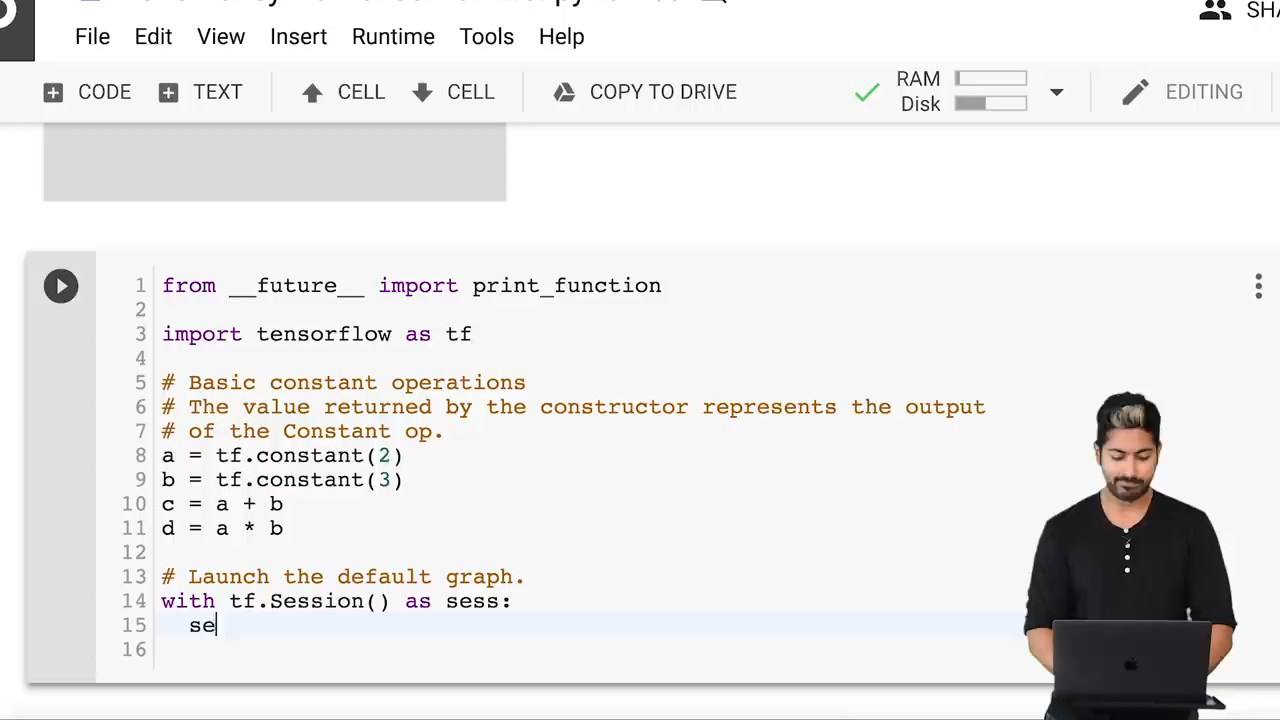 SHA
File Edit View Insert Runtime Tools Help
CODE TEXT CELL CELL COPY TO DRIVE RAM Disk EDITING
1 from __future__ import print_function
2
3 import tensorflow as tf
4
5 # Basic constant operations
6 # The value returned by the constructor represents the output
7 # of the Constant op.
8 a = tf.constant(2)
9 b = tf.constant(3)
10 c = a + b
11 d = a * b
12
13 # Launch the default graph.
14 with tf.Session() as sess:
15   se
16